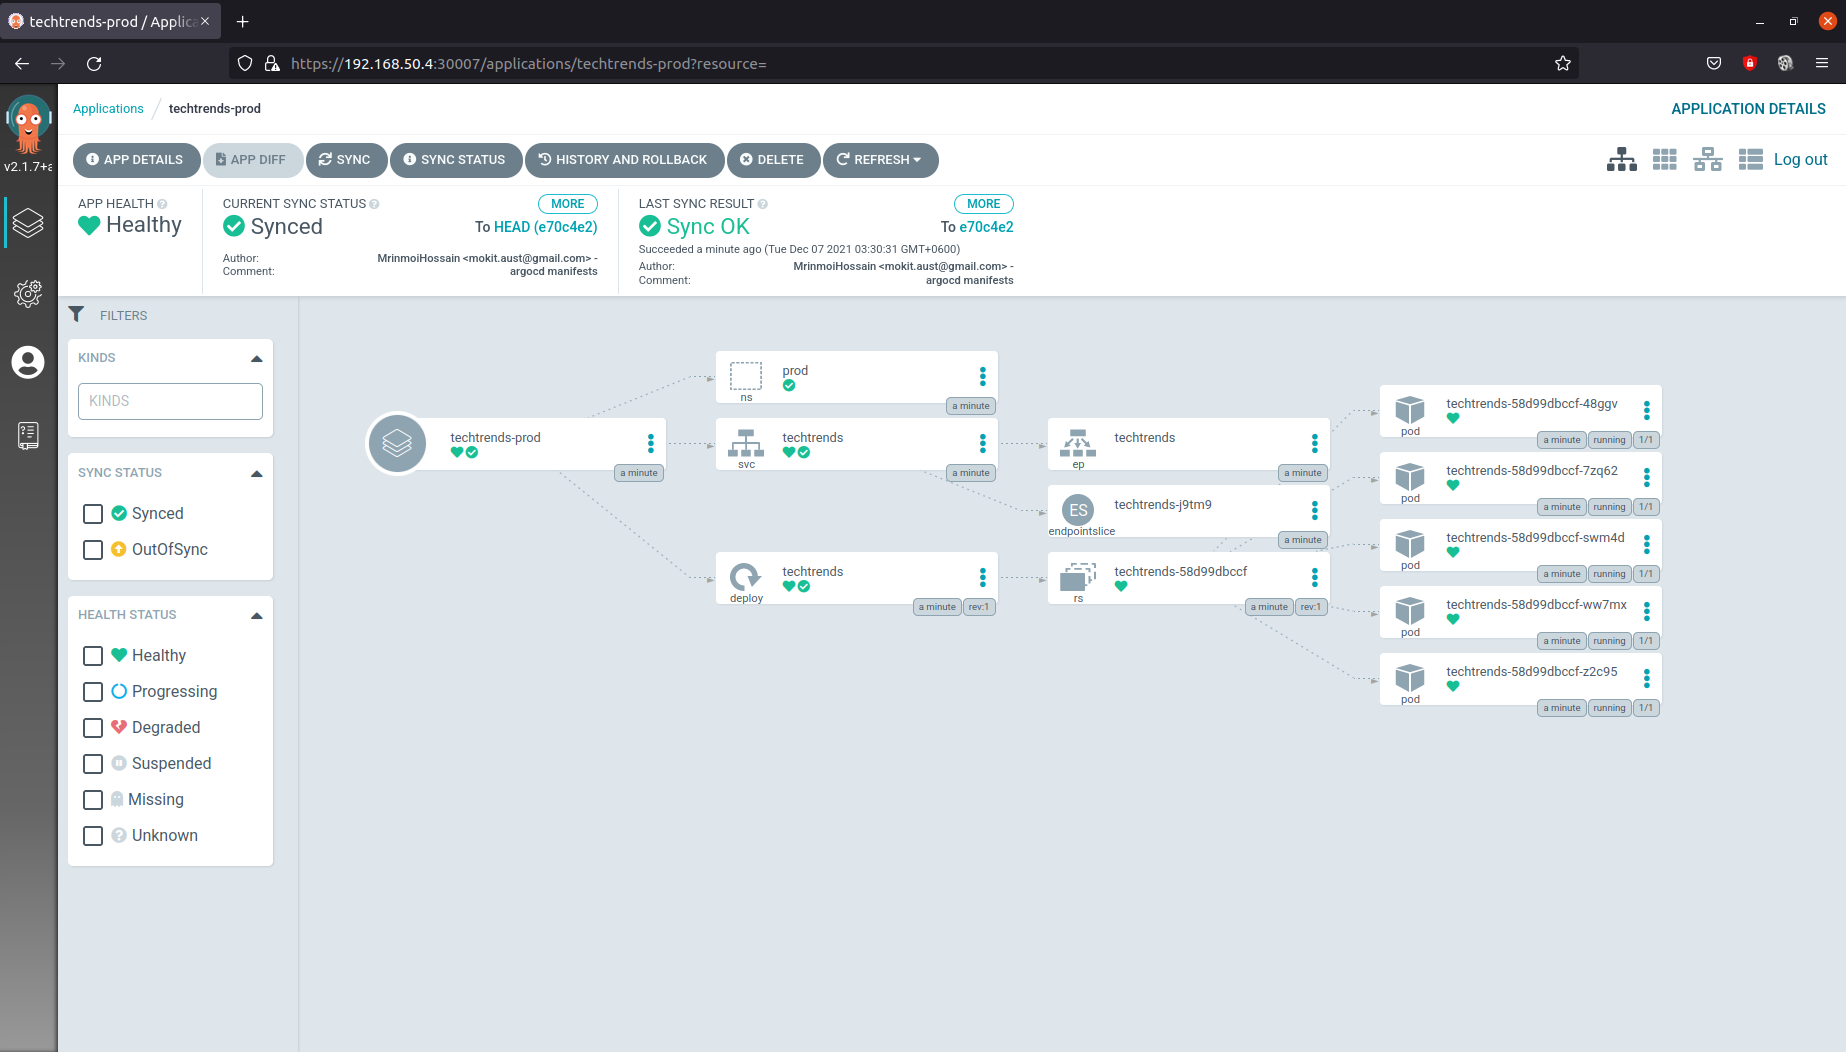 techtrends-prod / Applica
https://192.168.50.4:30007/applications/techtrends-prod?resource=
v2.1.7+a
Applications / techtrends-prod
APPLICATION DETAILS
APP DETAILS
APP DIFF
SYNC
SYNC STATUS
HISTORY AND ROLLBACK
DELETE
REFRESH
Log out
APP HEALTH
Healthy
CURRENT SYNC STATUS
MORE
Synced
To HEAD (e70c4e2)
Author:
MrinmoiHossain <mokit.aust@gmail.com> -
Comment:
argocd manifests
LAST SYNC RESULT
MORE
Sync OK
To e70c4e2
Succeeded a minute ago (Tue Dec 07 2021 03:30:31 GMT+0600)
Author:
MrinmoiHossain <mokit.aust@gmail.com> -
Comment:
argocd manifests
FILTERS
KINDS
KINDS
SYNC STATUS
Synced
OutOfSync
HEALTH STATUS
Healthy
Progressing
Degraded
Suspended
Missing
Unknown
techtrends-prod
a minute
prod
ns
a minute
techtrends
svc
a minute
techtrends
deploy
a minute
rev:1
techtrends
ep
a minute
ES
techtrends-j9tm9
endpointslice
a minute
techtrends-58d99dbccf
rs
a minute
rev:1
techtrends-58d99dbccf-48ggv
pod
a minute
running
1/1
techtrends-58d99dbccf-7zq62
pod
a minute
running
1/1
techtrends-58d99dbccf-swm4d
pod
a minute
running
1/1
techtrends-58d99dbccf-ww7mx
pod
a minute
running
1/1
techtrends-58d99dbccf-z2c95
pod
a minute
running
1/1